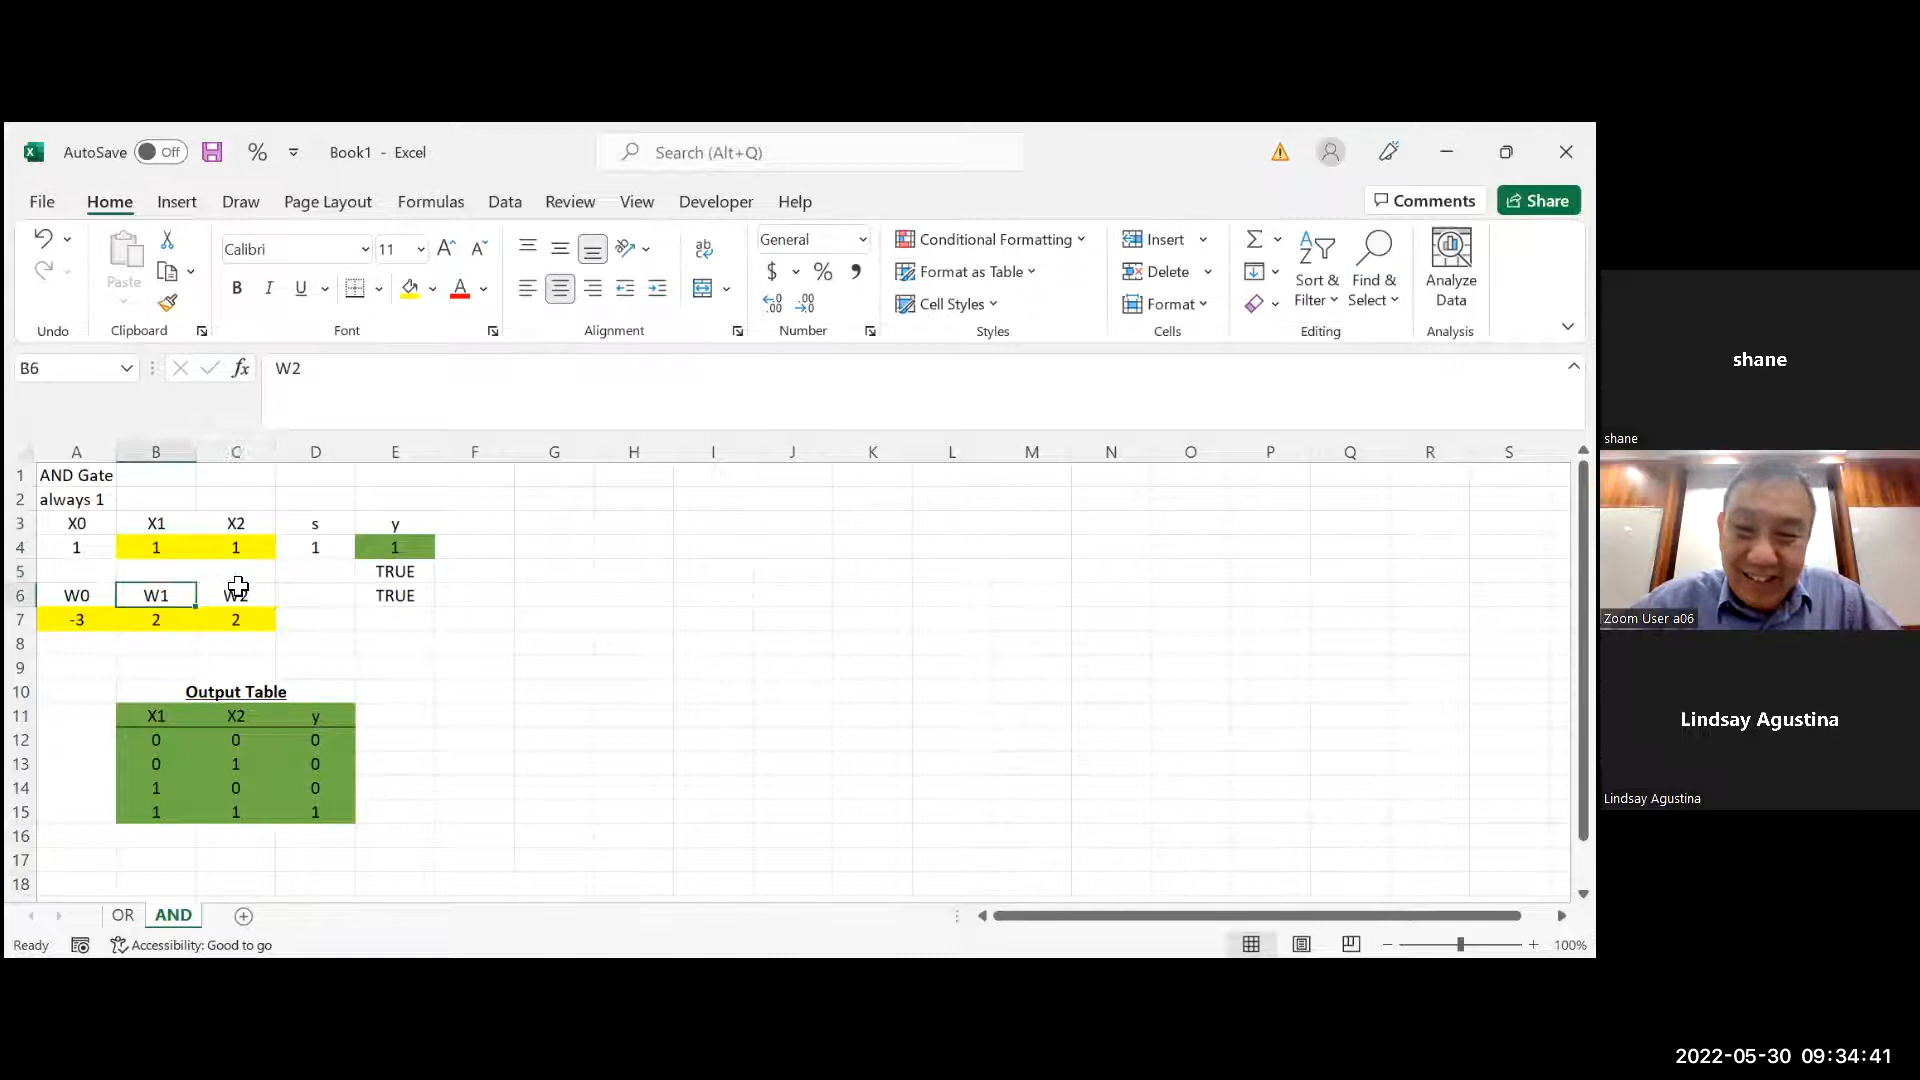 AutoSave Off Book1 - Excel Search (Alt+Q)
File Home Insert Draw Page Layout Formulas Data Review View Developer Help Comments Share
Paste
Calibri 11
B I U A
ab
General
$ % 9
Conditional Formatting
Format as Table
Cell Styles
Insert
Delete
Format
Sort & Filter
Find & Select
Analyze Data
Undo Clipboard Font Alignment Number Styles Cells Editing Analysis
B6 fx W2
A B C D E F G H I J K L M N O P Q R S
1 AND Gate
2 always 1
3 X0 X1 X2 s y
4 1 1 1 1 1
5 TRUE
6 W0 W1 W2 TRUE
7 -3 2 2
8
9
10 Output Table
11 X1 X2 y
12 0 0 0
13 0 1 0
14 1 0 0
15 1 1 1
16
17
18
OR AND
Ready Accessibility: Good to go 100%
shane
shane
Zoom User a06
Lindsay Agustina
Lindsay Agustina
2022-05-30 09:34:41